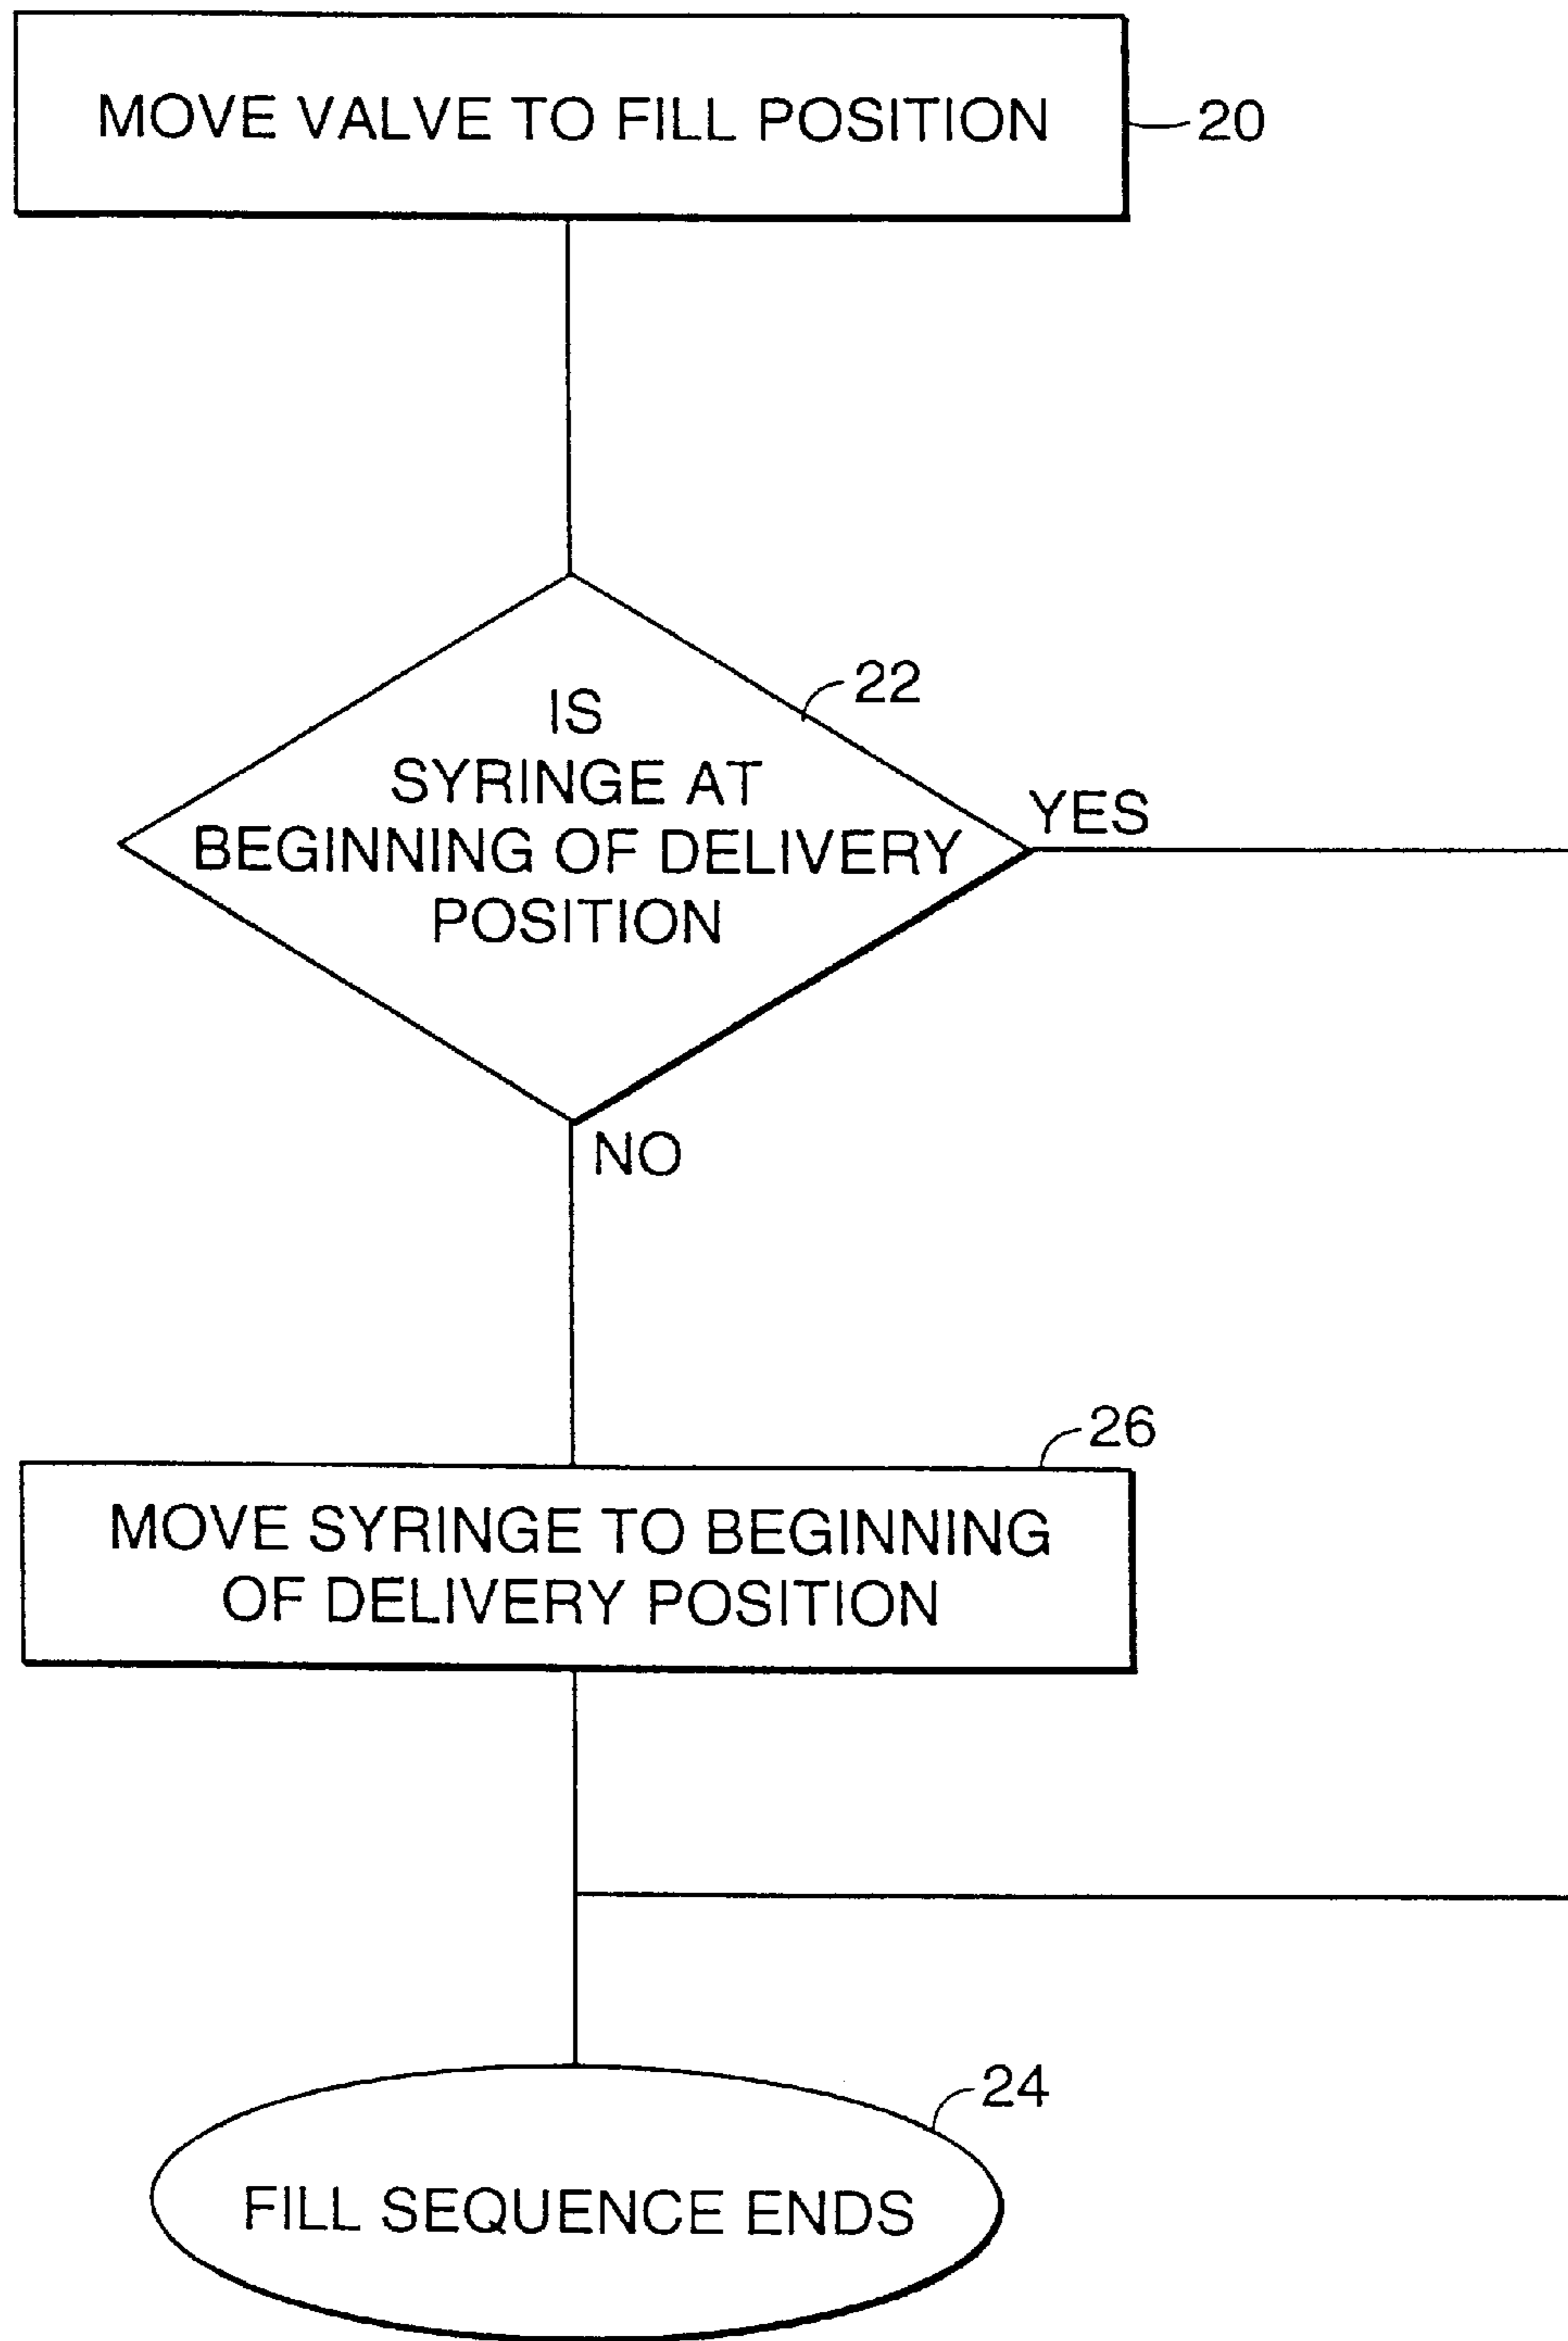 MOVE VALVE TO FILL POSITION
20
22
IS
SYRINGE AT
BEGINNING OF DELIVERY
POSITION
YES
NO
26
MOVE SYRINGE TO BEGINNING
OF DELIVERY POSITION
24
FILL SEQUENCE ENDS